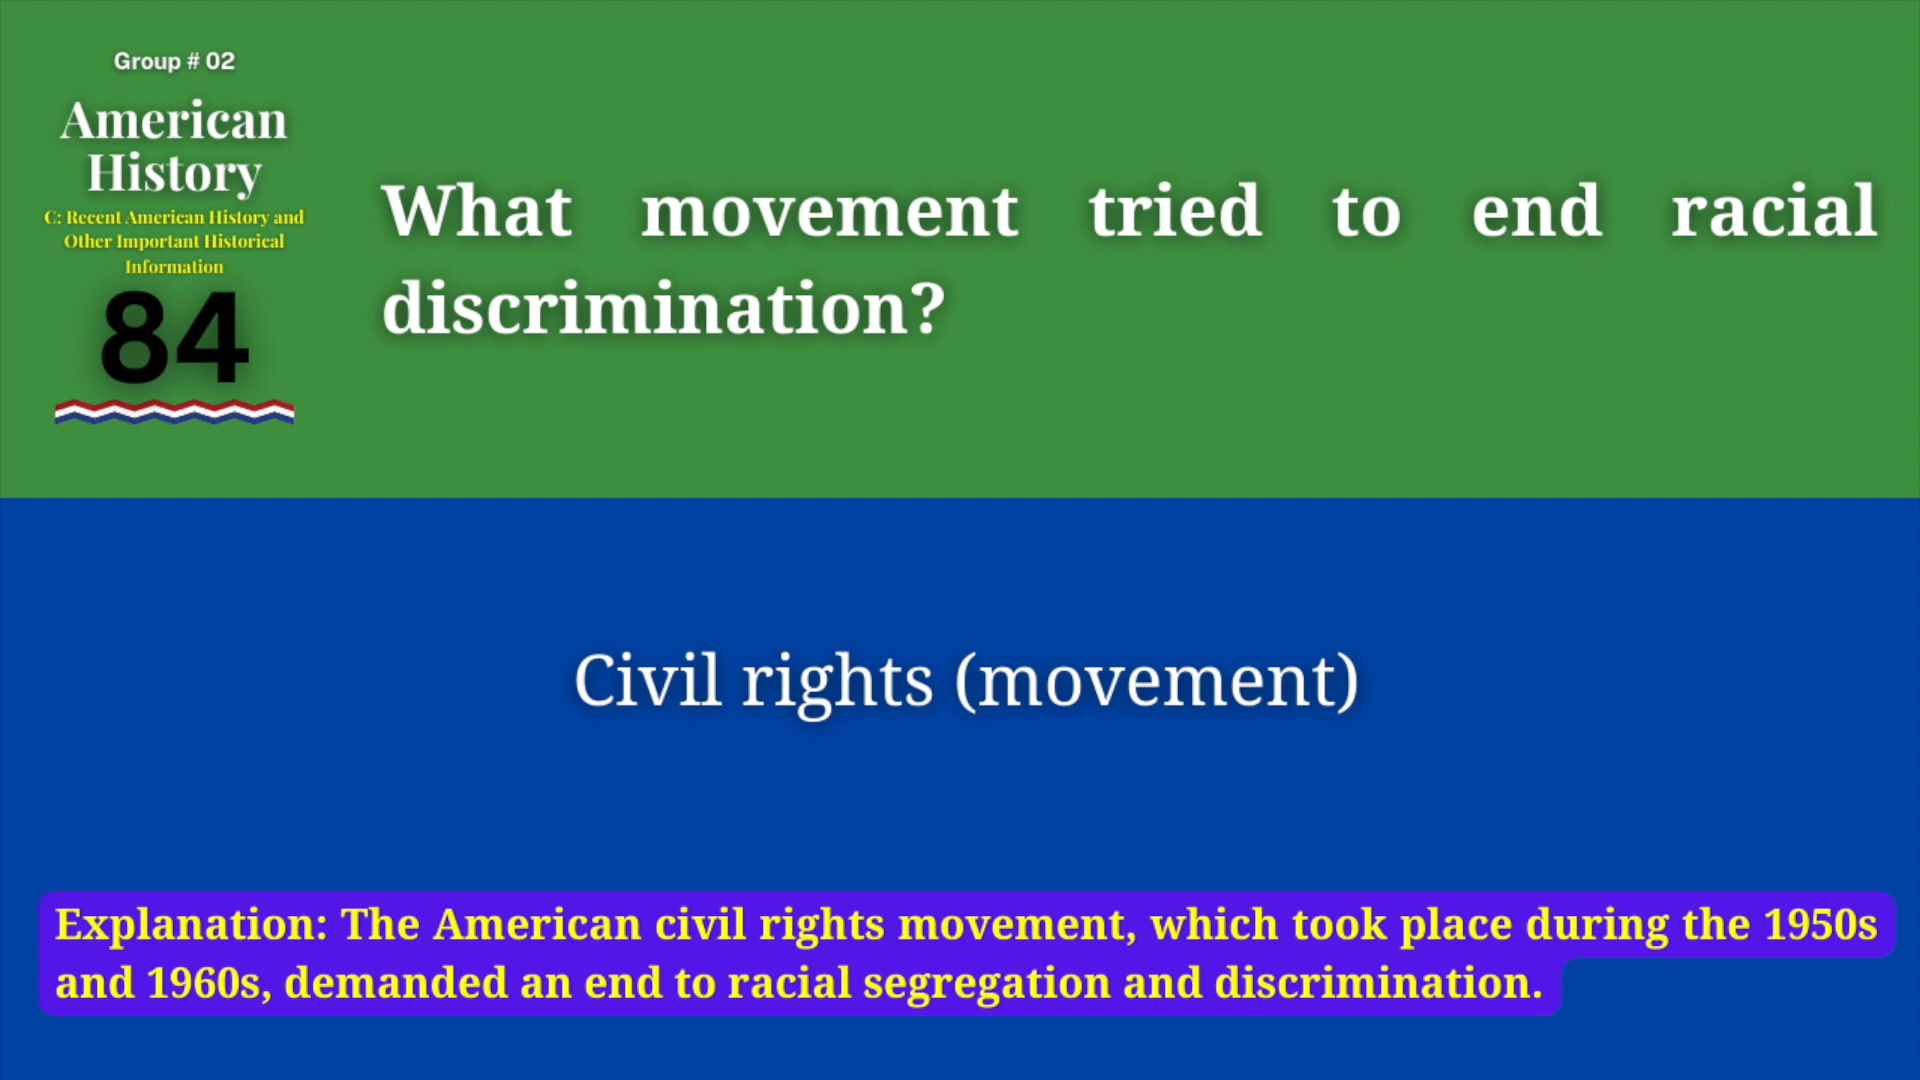 Group # 02
American
History
C: Recent American History and
Other Important Historical
Information
84
What movement tried to end racial
discrimination?
Civil rights (movement)
Explanation: The American civil rights movement, which took place during the 1950s
and 1960s, demanded an end to racial segregation and discrimination.